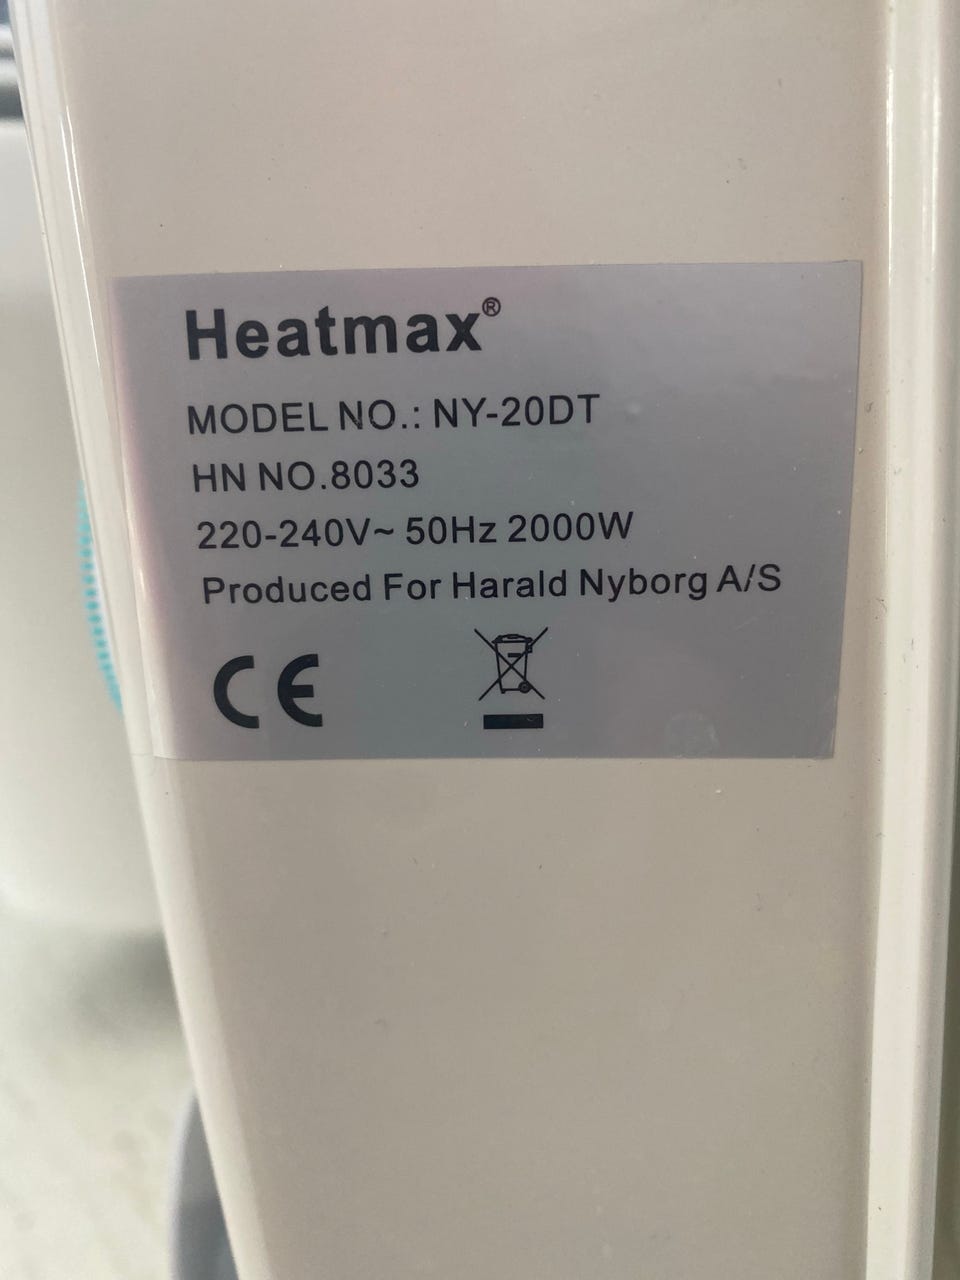 Heatmax®
MODEL NO.: NY-20DT
HN NO.8033
220-240V~ 50Hz 2000W
Produced For Harald Nyborg A/S
CE